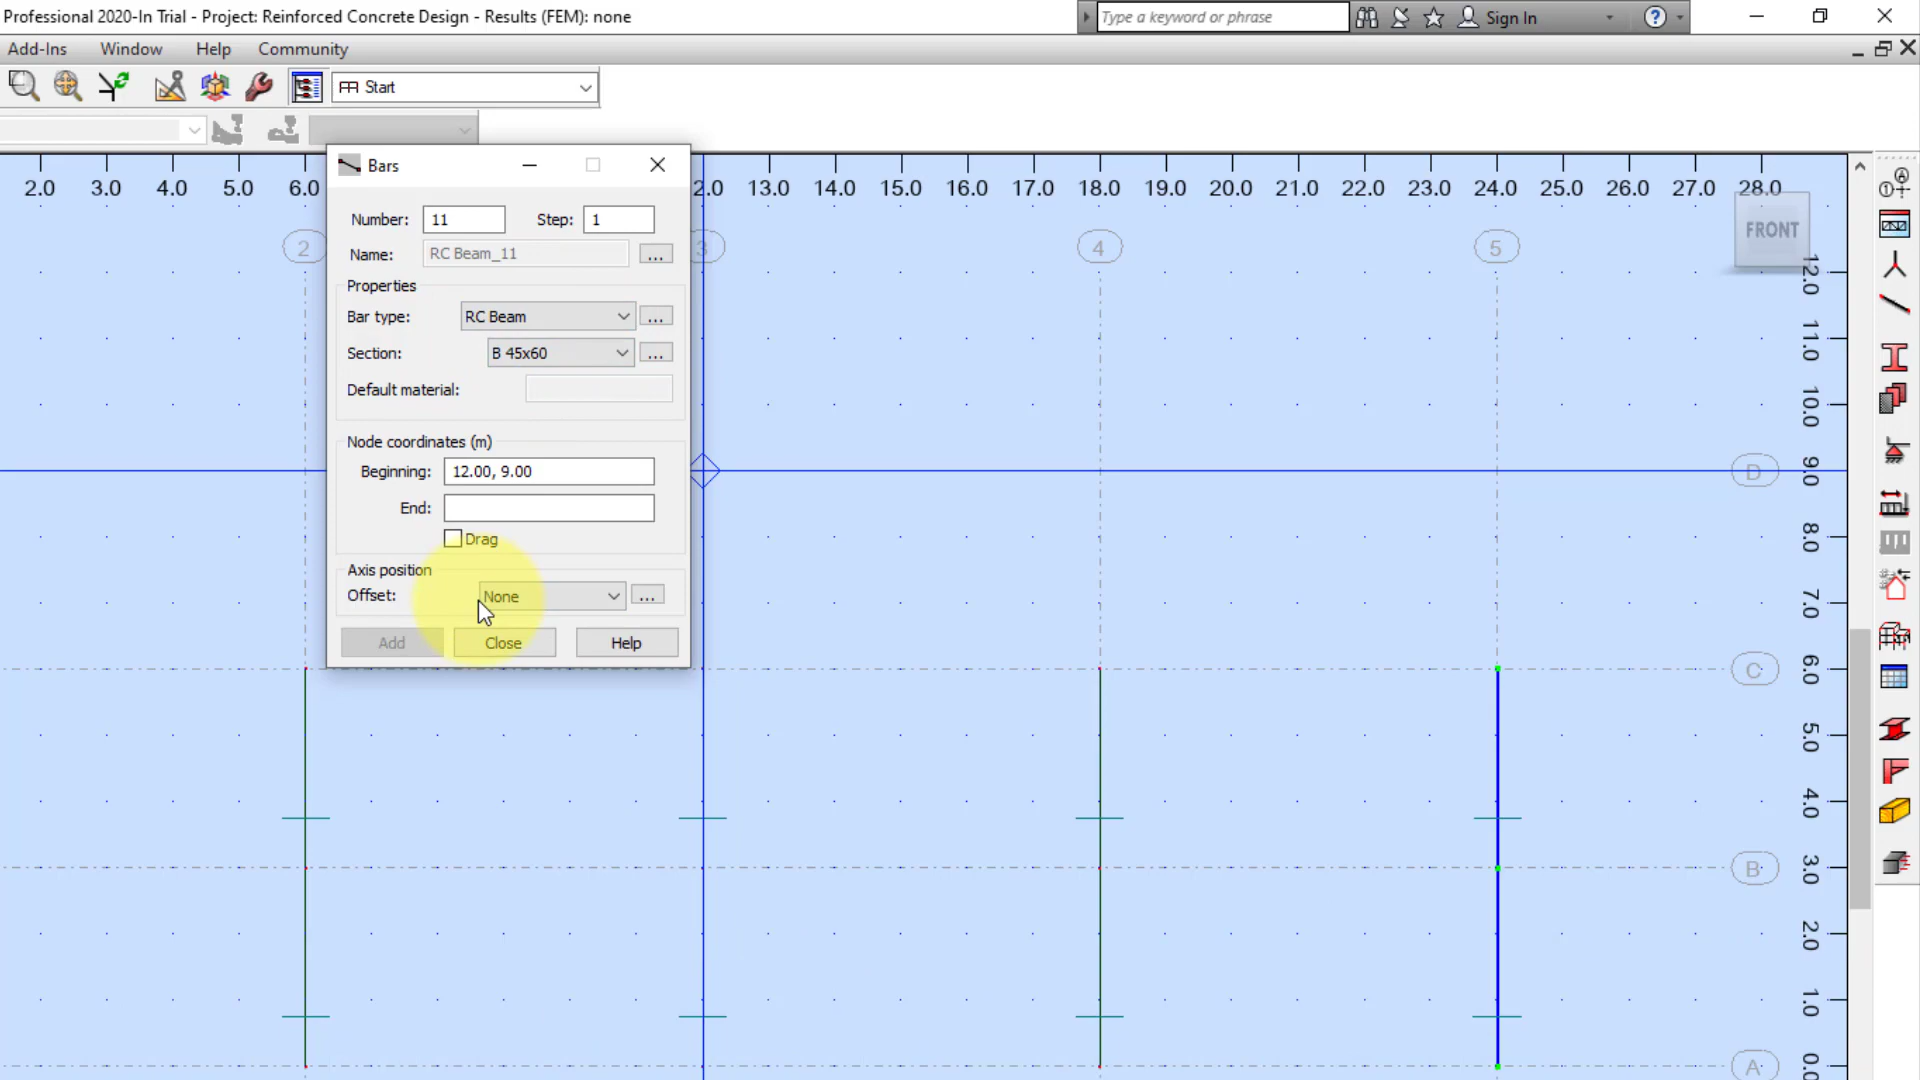 Professional 2020-In Trial - Project: Reinforced Concrete Design - Results (FEM): none
Type a keyword or phrase
Sign In
Add-Ins Window Help Community
Start
2.0 3.0 4.0 5.0 6.0 2.0 13.0 14.0 15.0 16.0 17.0 18.0 19.0 20.0 21.0 22.0 23.0 24.0 25.0 26.0 27.0 28.0
2 3 4 5
FRONT
Bars
Number: 11 Step: 1
Name: RC Beam_11 ...
Properties
Bar type: RC Beam ...
Section: B 45x60 ...
Default material:
Node coordinates (m)
Beginning: 12.00, 9.00
End:
Drag
Axis position
Offset: None ...
Add Close Help
12.0
11.0
10.0
D 9.0
8.0
7.0
C 6.0
5.0
4.0
B 3.0
2.0
1.0
A 0.0